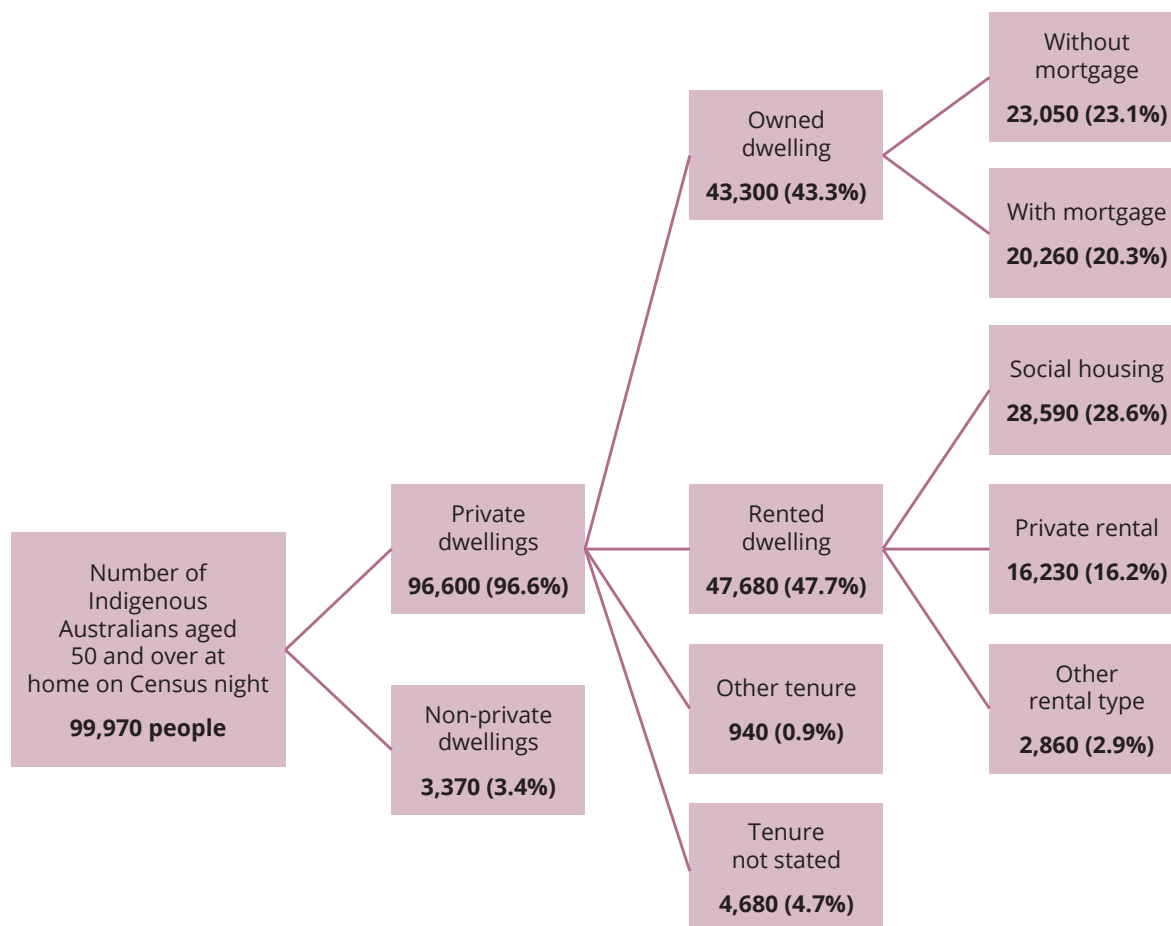 Number of
Indigenous
Australians aged
50 and over at
home on Census night
99,970 people
Private
dwellings
96,600 (96.6%)
Non-private
dwellings
3,370 (3.4%)
Owned
dwelling
43,300 (43.3%)
Rented
dwelling
47,680 (47.7%)
Other tenure
940 (0.9%)
Tenure
not stated
4,680 (4.7%)
Without
mortgage
23,050 (23.1%)
With mortgage
20,260 (20.3%)
Social housing
28,590 (28.6%)
Private rental
16,230 (16.2%)
Other
rental type
2,860 (2.9%)